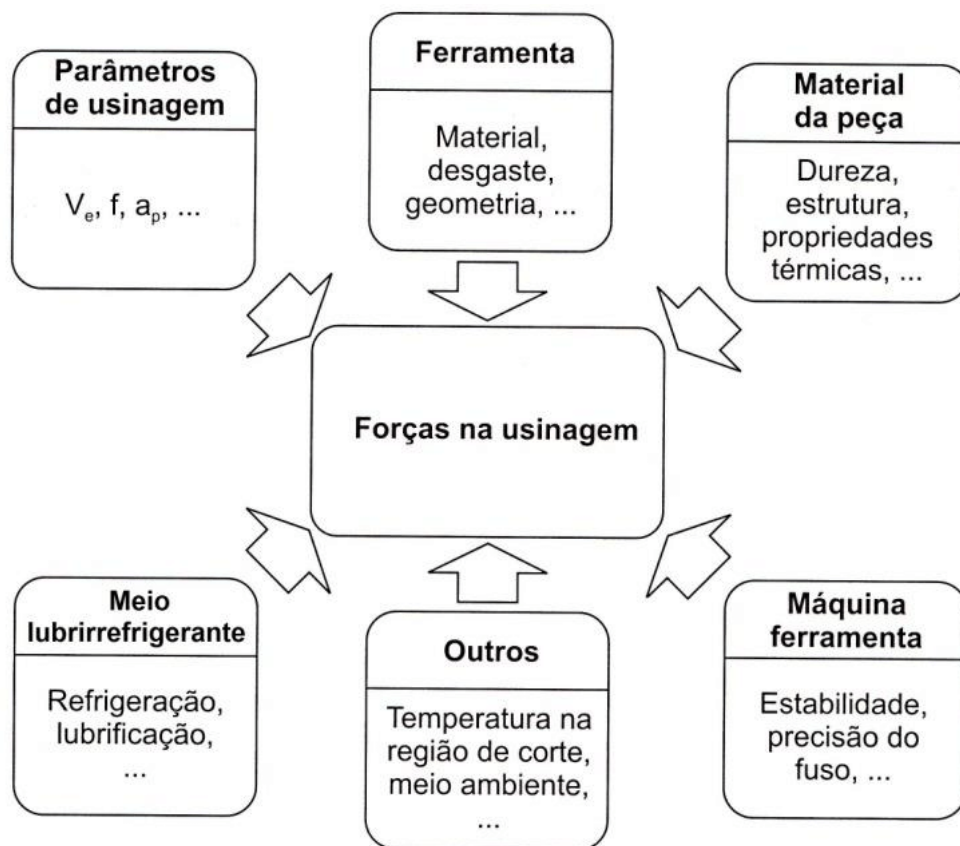 Parâmetros
de usinagem
Vₑ, f, aₚ, ...
Ferramenta
Material,
desgaste,
geometria, ...
Material
da peça
Dureza,
estrutura,
propriedades
térmicas, ...
Forças na usinagem
Meio
lubrirrefrigerante
Refrigeração,
lubrificação,
...
Outros
Temperatura na
região de corte,
meio ambiente,
...
Máquina
ferramenta
Estabilidade,
precisão do
fuso, ...